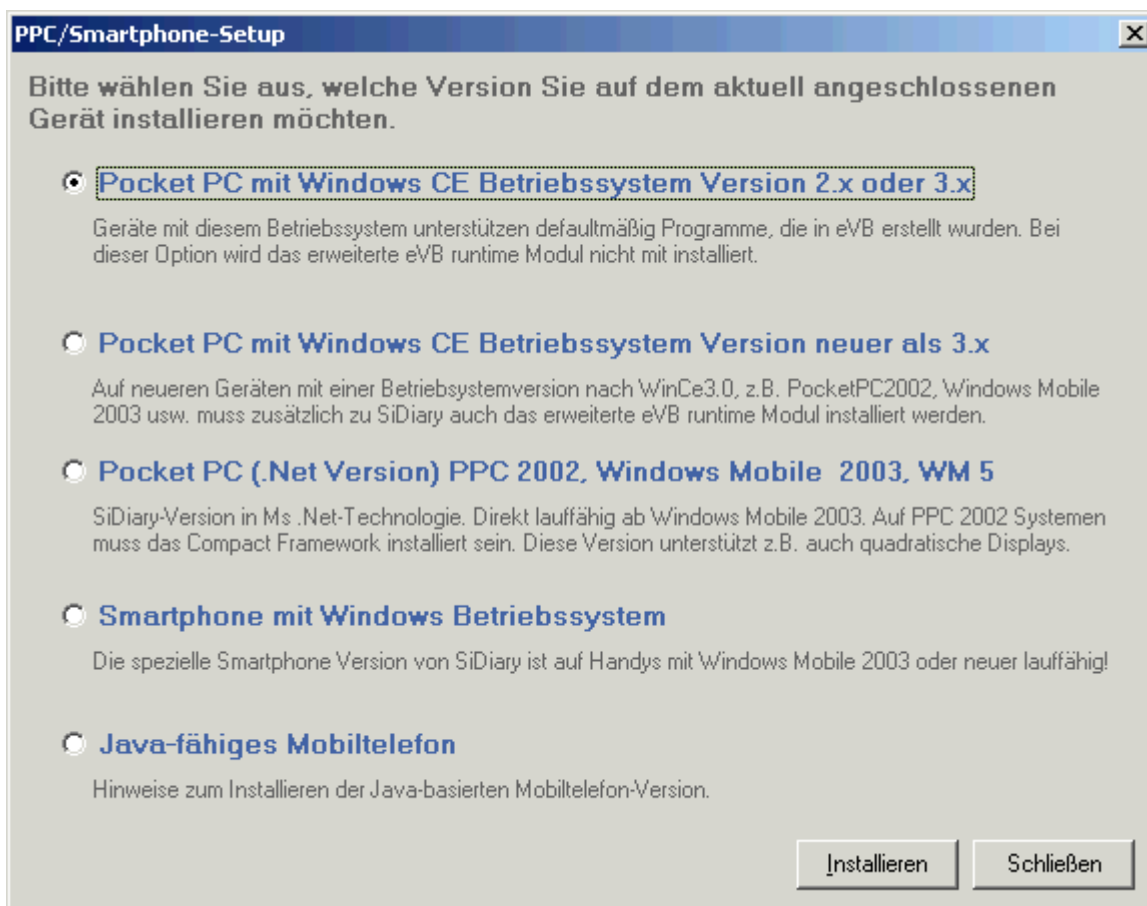 PPC/Smartphone-Setup
Bitte wählen Sie aus, welche Version Sie auf dem aktuell angeschlossenen
Gerät installieren möchten.
Pocket PC mit Windows CE Betriebssystem Version 2.x oder 3.x
Geräte mit diesem Betriebssystem unterstützen defaultmäßig Programme, die in eVB erstellt wurden. Bei
dieser Option wird das erweiterte eVB runtime Modul nicht mit installiert.
Pocket PC mit Windows CE Betriebssystem Version neuer als 3.x
Auf neueren Geräten mit einer Betriebsystemversion nach WinCe3.0, z.B. PocketPC2002, Windows Mobile
2003 usw. muss zusätzlich zu SiDiary auch das erweiterte eVB runtime Modul installiert werden.
Pocket PC (.Net Version) PPC 2002, Windows Mobile  2003, WM 5
SiDiary-Version in Ms .Net-Technologie. Direkt lauffähig ab Windows Mobile 2003. Auf PPC 2002 Systemen
muss das Compact Framework installiert sein. Diese Version unterstützt z.B. auch quadratische Displays.
Smartphone mit Windows Betriebssystem
Die spezielle Smartphone Version von SiDiary ist auf Handys mit Windows Mobile 2003 oder neuer lauffähig!
Java-fähiges Mobiltelefon
Hinweise zum Installieren der Java-basierten Mobiltelefon-Version.
Installieren Schließen